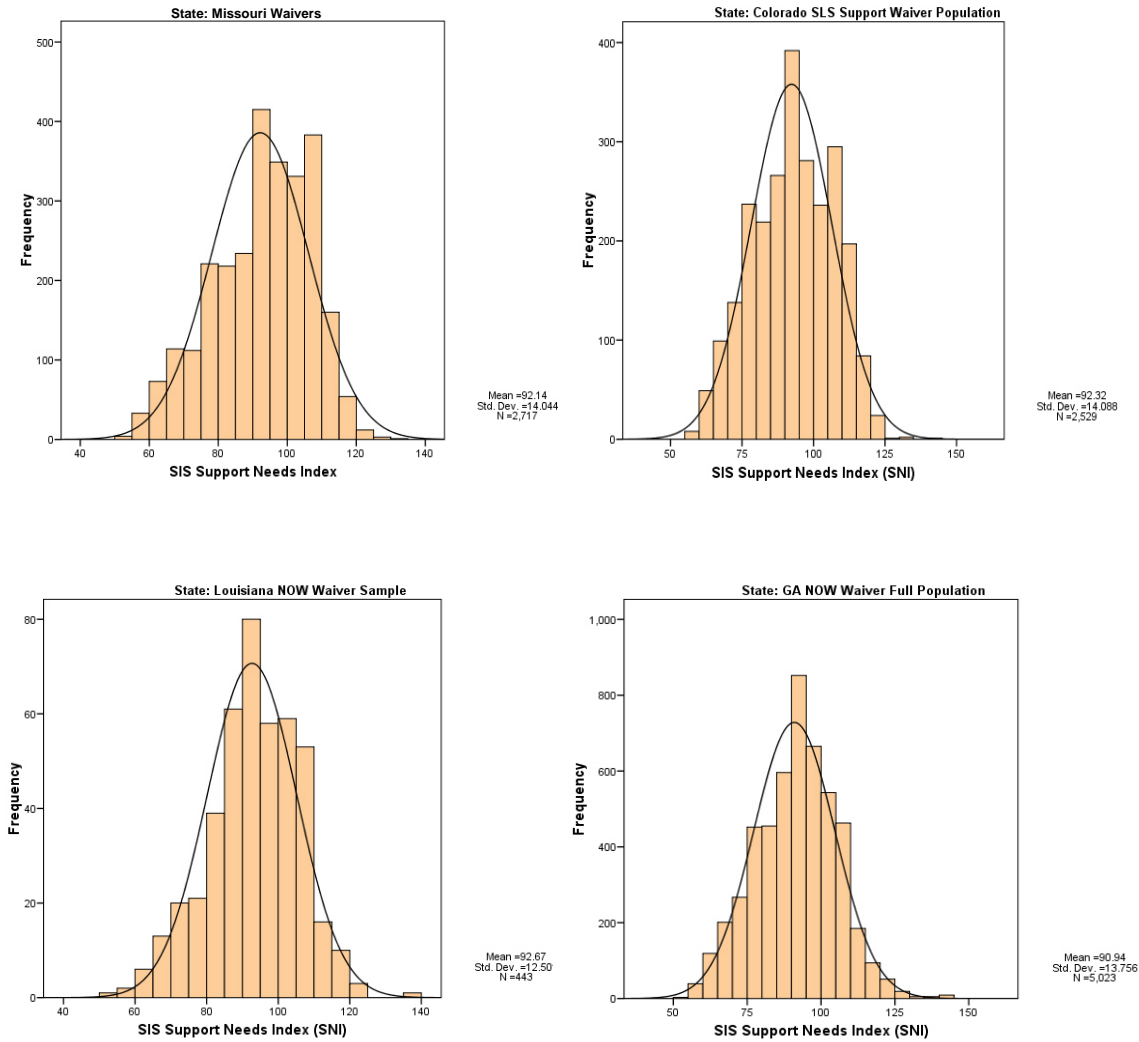 State: Missouri Waivers
500
400
300
200
100
0
Frequency
40 60 80 100 120 140
SIS Support Needs Index
Mean =92.14
Std. Dev. =14.044
N =2,717
State: Colorado SLS Support Waiver Population
400
300
200
100
0
Frequency
50 75 100 125 150
SIS Support Needs Index (SNI)
Mean =92.32
Std. Dev. =14.088
N =2,529
State: Louisiana NOW Waiver Sample
80
60
40
20
0
Frequency
40 60 80 100 120 140
SIS Support Needs Index (SNI)
Mean =92.67
Std. Dev. =12.50
N =443
State: GA NOW Waiver Full Population
1,000
800
600
400
200
0
Frequency
50 75 100 125 150
SIS Support Needs Index (SNI)
Mean =90.94
Std. Dev. =13.756
N =5,023